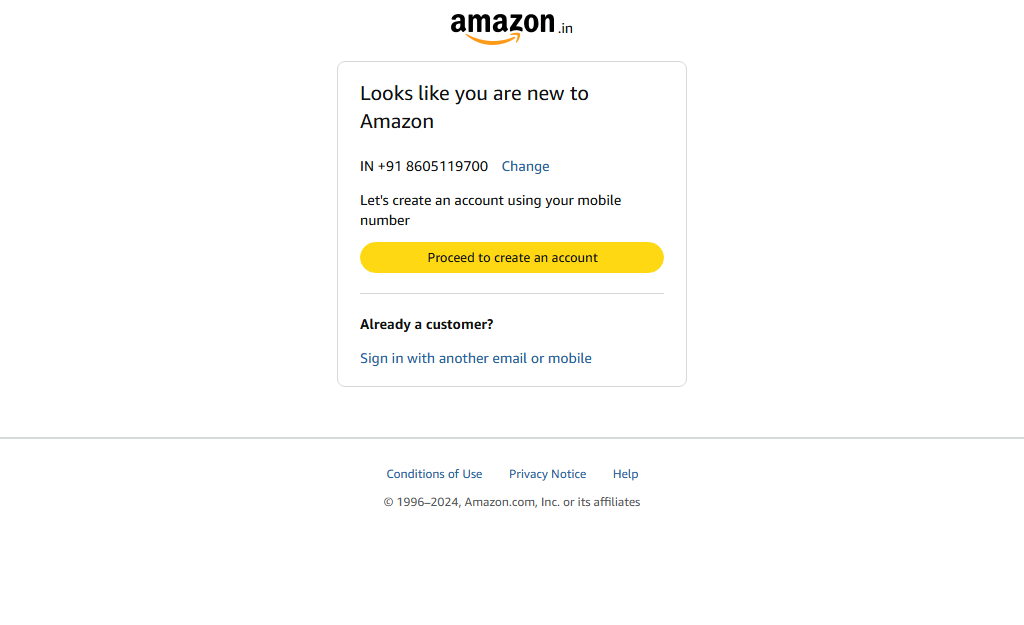 amazon.in
Looks like you are new to
Amazon
IN +91 8605119700 Change
Let's create an account using your mobile
number
Proceed to create an account
Already a customer?
Sign in with another email or mobile
Conditions of Use Privacy Notice Help
© 1996–2024, Amazon.com, Inc. or its affiliates